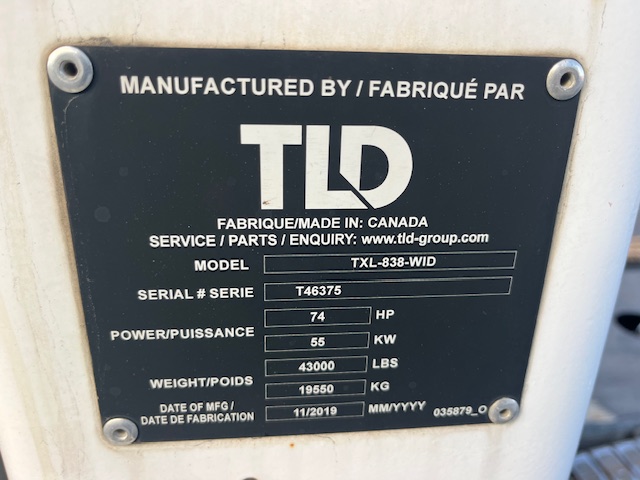 MANUFACTURED BY / FABRIQUÉ PAR
TLD
FABRIQUE/MADE IN: CANADA
SERVICE / PARTS / ENQUIRY: www.tld-group.com
MODEL TXL-838-WID
SERIAL # SERIE T46375
POWER/PUISSANCE
74 HP
55 KW
WEIGHT/POIDS
43000 LBS
19550 KG
DATE OF MFG /
DATE DE FABRICATION
11/2019 MM/YYYY 035879_O